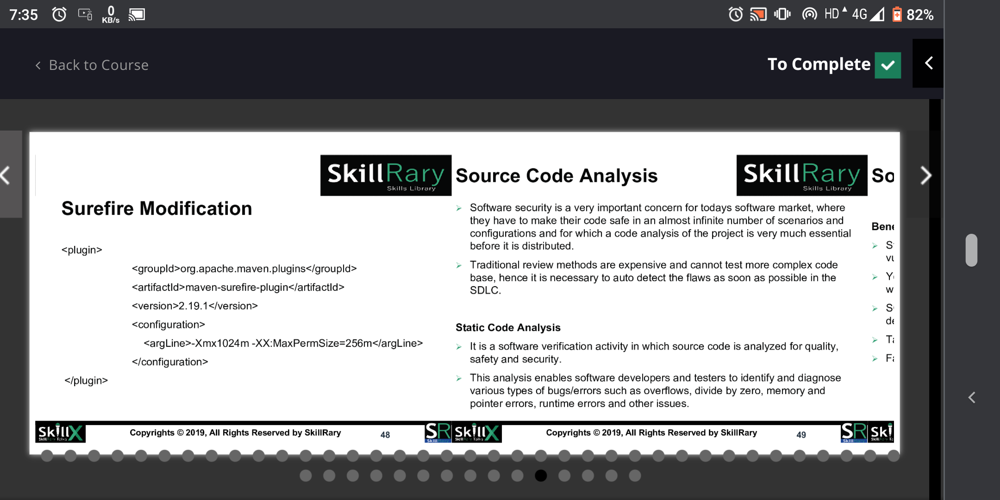 7:35
0
KB/s
HD
4G
82%
Back to Course
To Complete
SkillRary
Skills Library
Surefire Modification
<plugin>
<groupId>org.apache.maven.plugins</groupId>
<artifactId>maven-surefire-plugin</artifactId>
<version>2.19.1</version>
<configuration>
<argLine>-Xmx1024m -XX:MaxPermSize=256m</argLine>
</configuration>
</plugin>
SkillX
SkillRary Talks
Copyrights © 2019, All Rights Reserved by SkillRary
48
SR
SkillRary
Source Code Analysis
SkillRary
Skills Library
Software security is a very important concern for todays software market, where
they have to make their code safe in an almost infinite number of scenarios and
configurations and for which a code analysis of the project is very much essential
before it is distributed.
Traditional review methods are expensive and cannot test more complex code
base, hence it is necessary to auto detect the flaws as soon as possible in the
SDLC.
Static Code Analysis
It is a software verification activity in which source code is analyzed for quality,
safety and security.
This analysis enables software developers and testers to identify and diagnose
various types of bugs/errors such as overflows, divide by zero, memory and
pointer errors, runtime errors and other issues.
SkillX
SkillRary Talks
Copyrights © 2019, All Rights Reserved by SkillRary
49
SR
SkillRary
So
Bene